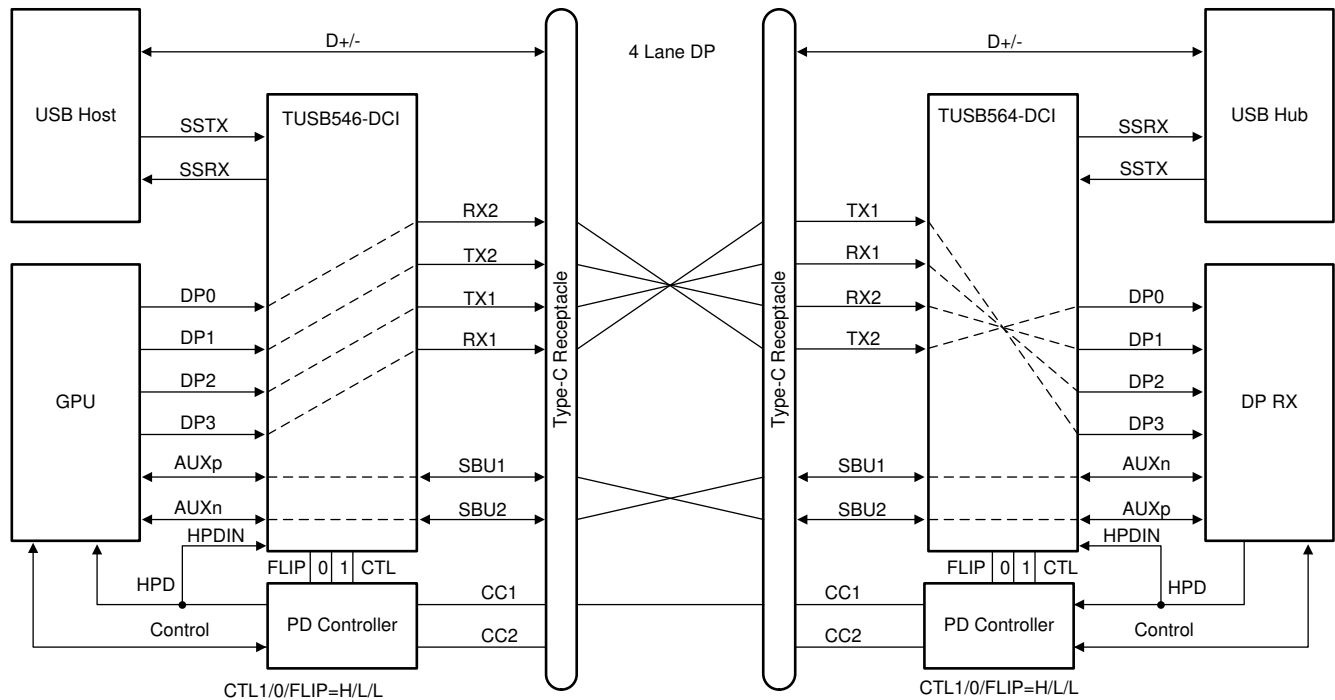 D+/-
4 Lane DP
D+/-
USB Host
TUSB546-DCI
TUSB564-DCI
USB Hub
SSTX
SSRX
SSRX
SSTX
RX2
TX1
TX2
RX1
TX1
RX2
RX1
TX2
DP0
DP0
DP1
DP1
DP2
DP2
DP3
DP3
GPU
DP RX
Type-C Receptacle
Type-C Receptacle
AUXp
SBU1
SBU1
AUXn
AUXn
SBU2
SBU2
AUXp
HPDIN
HPDIN
FLIP 0 1 CTL
FLIP 0 1 CTL
HPD
CC1
CC1
HPD
PD Controller
PD Controller
Control
CC2
CC2
Control
CTL1/0/FLIP=H/L/L
CTL1/0/FLIP=H/L/L